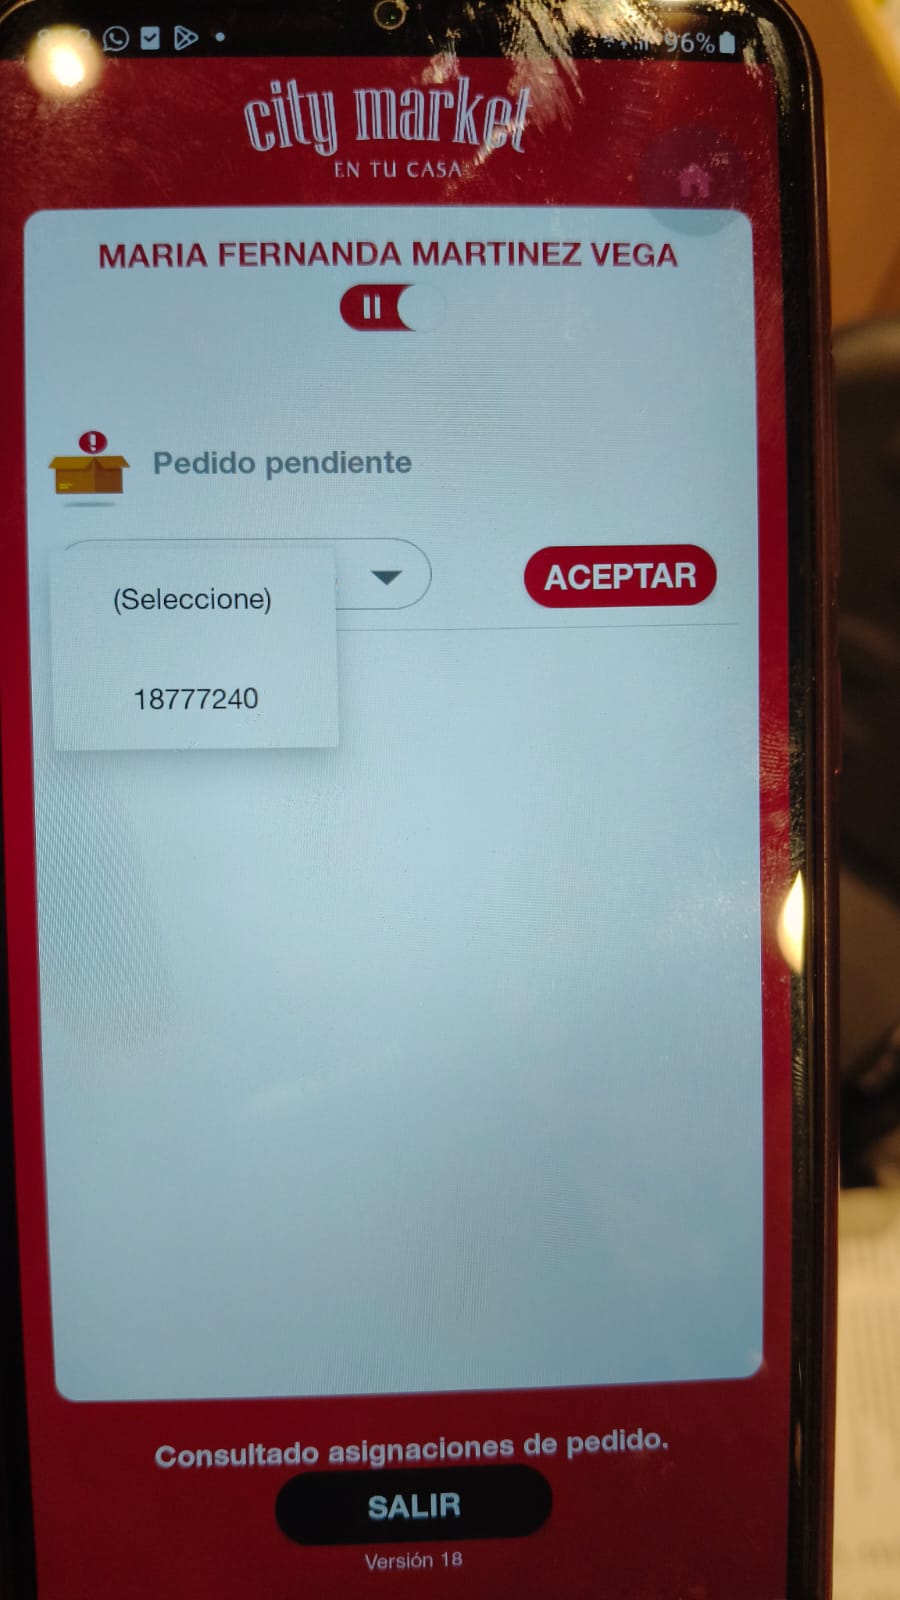 96%
city market
EN TU CASA
MARIA FERNANDA MARTINEZ VEGA
Pedido pendiente
ACEPTAR
(Seleccione)
18777240
Consultado asignaciones de pedido.
SALIR
Versión 18